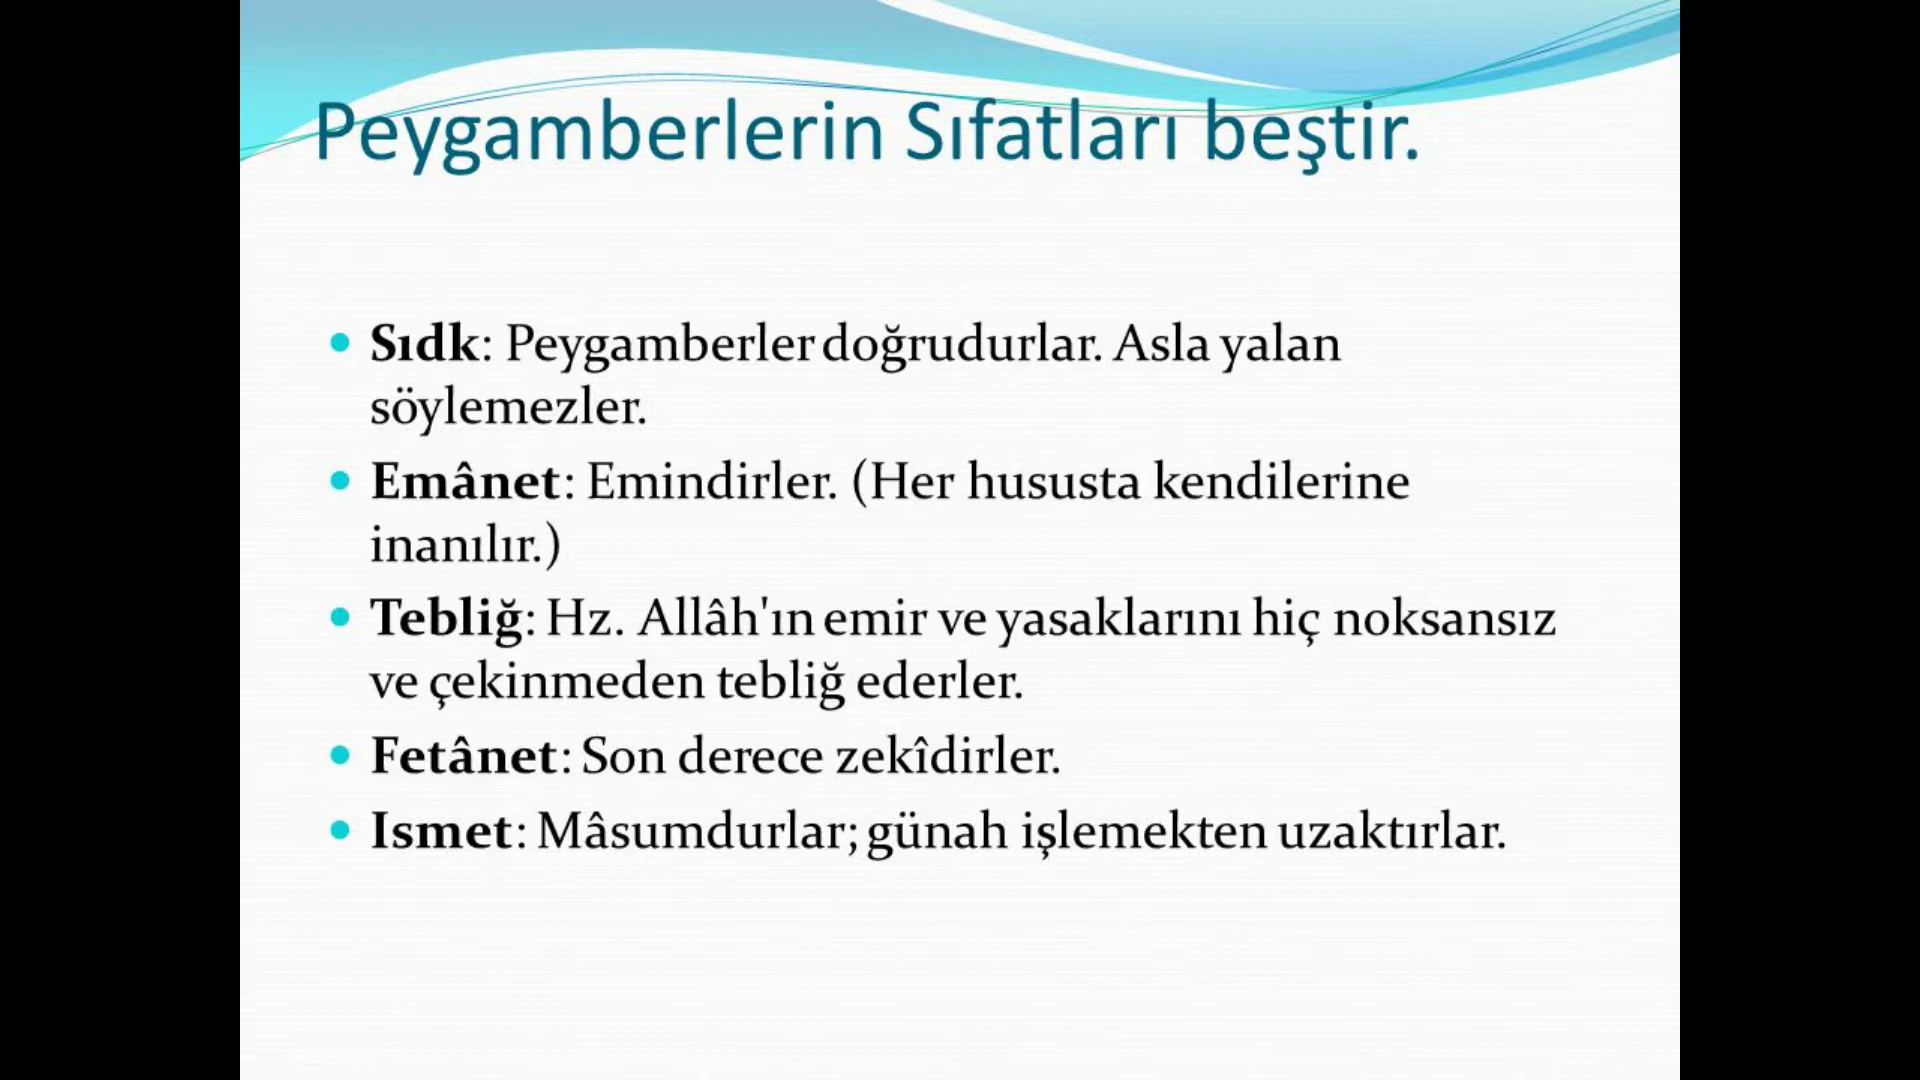 Peygamberlerin Sıfatları beştir.
• Sıdk: Peygamberler doğrudurlar. Asla yalan
söylemezler.
• Emânet: Emindirler. (Her hususta kendilerine
inanılır.)
• Tebliğ: Hz. Allâh'ın emir ve yasaklarını hiç noksansız
ve çekinmeden tebliğ ederler.
• Fetânet: Son derece zekîdirler.
• Ismet: Mâsumdurlar; günah işlemekten uzaktırlar.